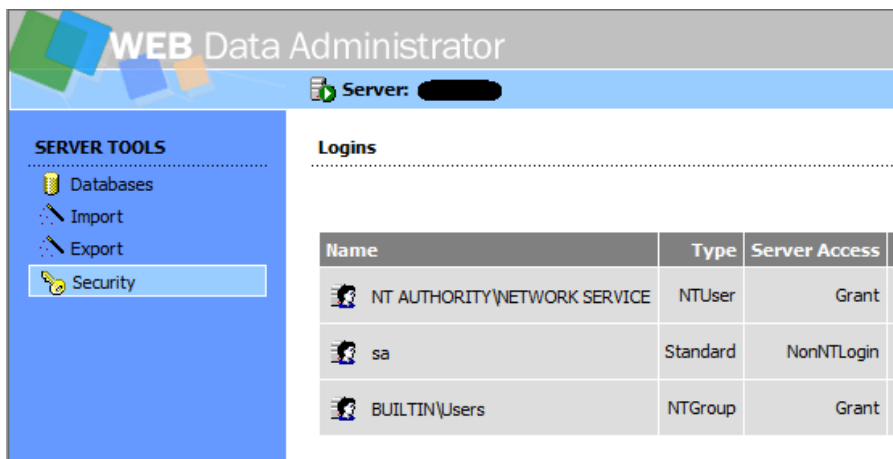 WEB Data Administrator
Server:
SERVER TOOLS
Databases
Import
Export
Security
Logins
Name Type Server Access
NT AUTHORITY\NETWORK SERVICE NTUser Grant
sa Standard NonNTLogin
BUILTIN\Users NTGroup Grant